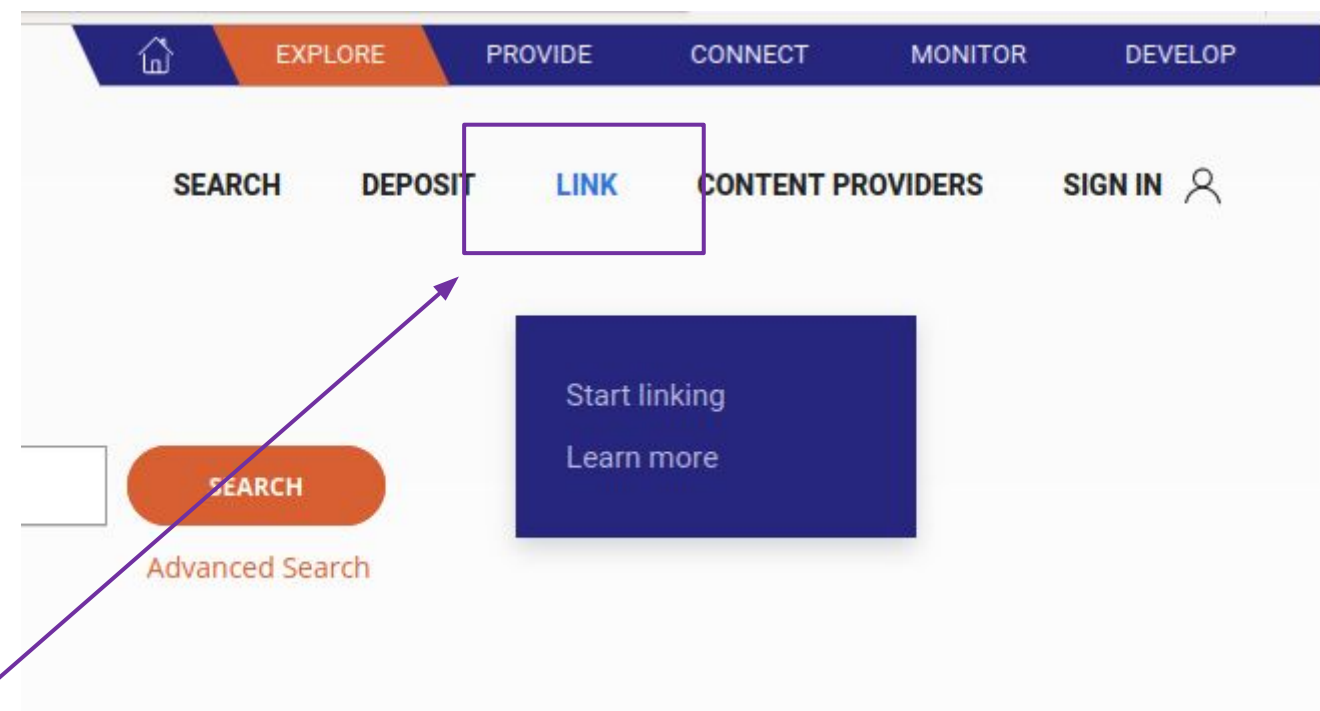 EXPLORE PROVIDE CONNECT MONITOR DEVELOP
SEARCH DEPOSIT LINK CONTENT PROVIDERS SIGN IN
Start linking
Learn more
SEARCH
Advanced Search